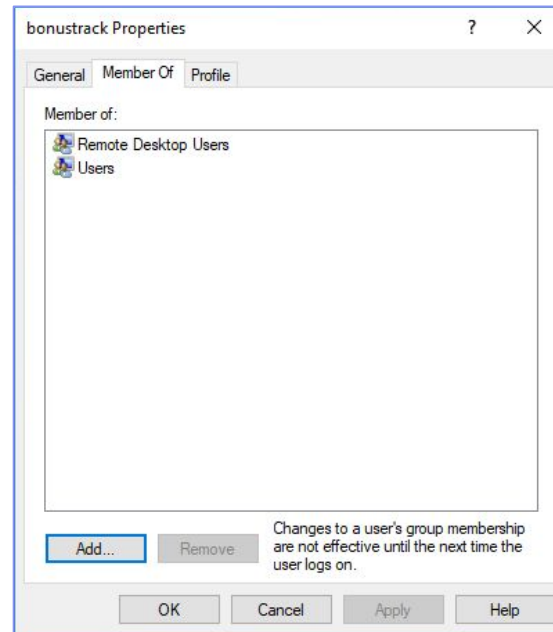 bonustrack Properties
?
General
Member Of
Profile
Member of:
Remote Desktop Users
Users
Add...
Remove
Changes to a user's group membership
are not effective until the next time the
user logs on.
OK
Cancel
Apply
Help